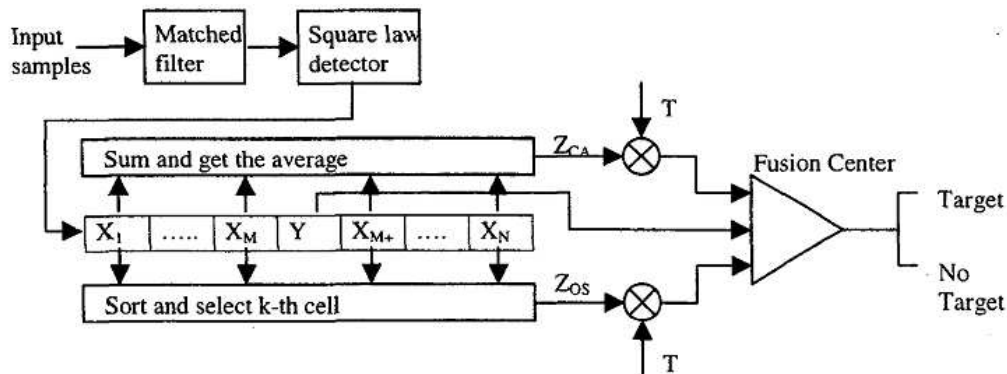 Input samples
Matched filter
Square law detector
T
Sum and get the average
Z_CA
Fusion Center
Target
X_1 ..... X_M Y X_M+ .... X_N
No Target
Sort and select k-th cell
Z_OS
T